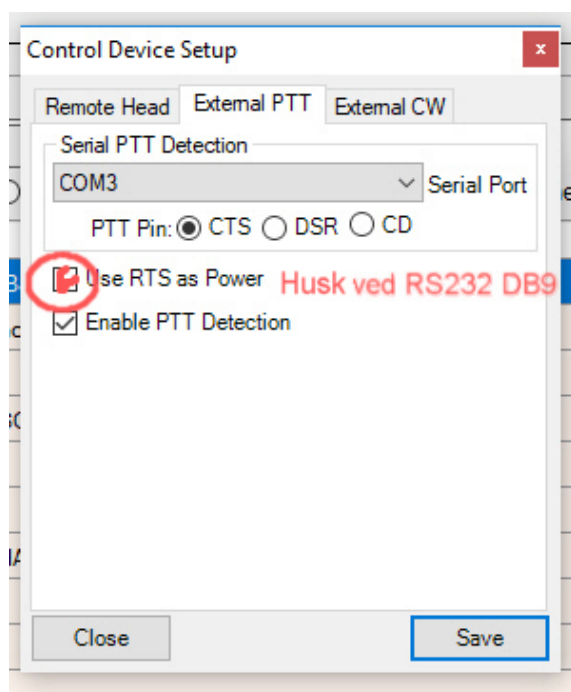 Control Device Setup
x
Remote Head External PTT External CW
Serial PTT Detection
COM3 Serial Port
PTT Pin: CTS DSR CD
Use RTS as Power Husk ved RS232 DB9
Enable PTT Detection
Close Save